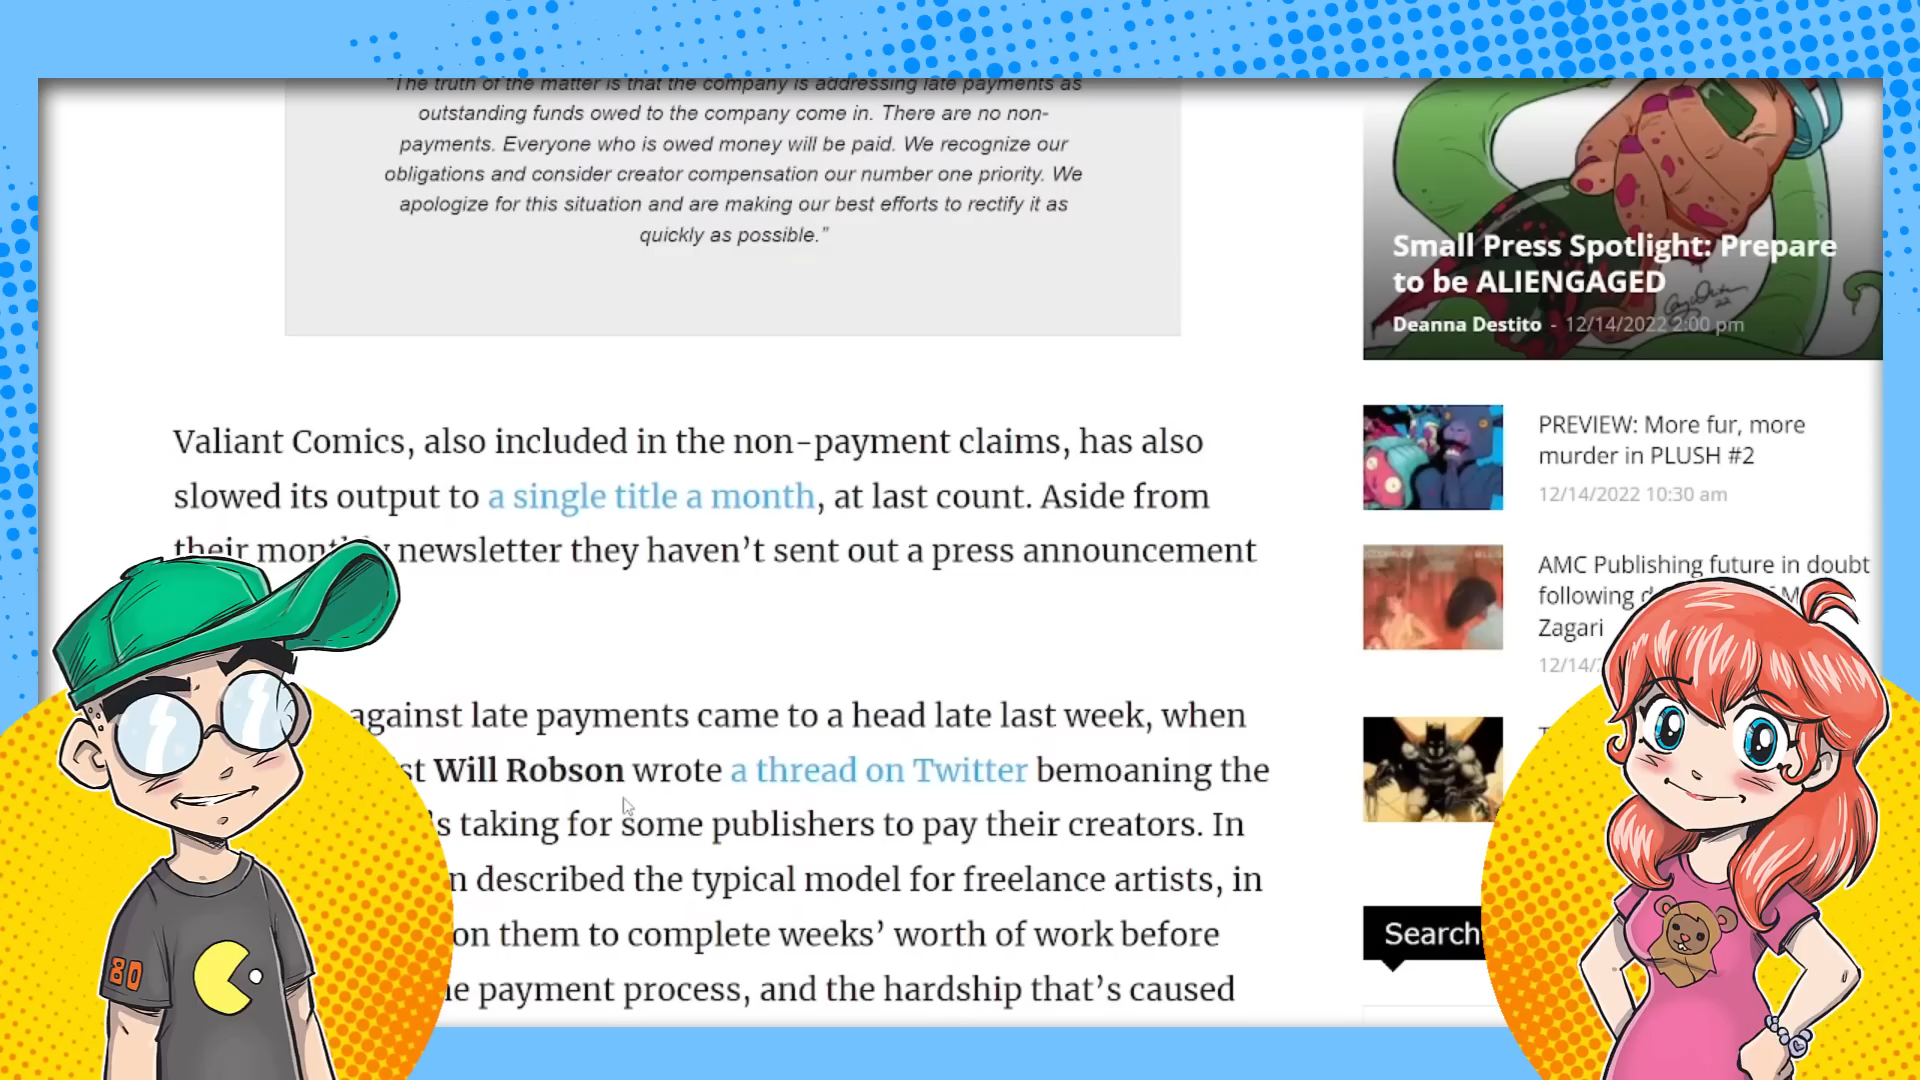 "The truth of the matter is that the company is addressing late payments as
outstanding funds owed to the company come in. There are no non-
payments. Everyone who is owed money will be paid. We recognize our
obligations and consider creator compensation our number one priority. We
apologize for this situation and are making our best efforts to rectify it as
quickly as possible.”
Valiant Comics, also included in the non-payment claims, has also
slowed its output to a single title a month, at last count. Aside from
their monthly newsletter they haven’t sent out a press announcement
against late payments came to a head late last week, when
st Will Robson wrote a thread on Twitter bemoaning the
s taking for some publishers to pay their creators. In
n described the typical model for freelance artists, in
on them to complete weeks’ worth of work before
e payment process, and the hardship that’s caused
Small Press Spotlight: Prepare
to be ALIENGAGED
Deanna Destito - 12/14/2022 2:00 pm
PREVIEW: More fur, more
murder in PLUSH #2
12/14/2022 10:30 am
AMC Publishing future in doubt
following d M
Zagari
12/14/
Search
80